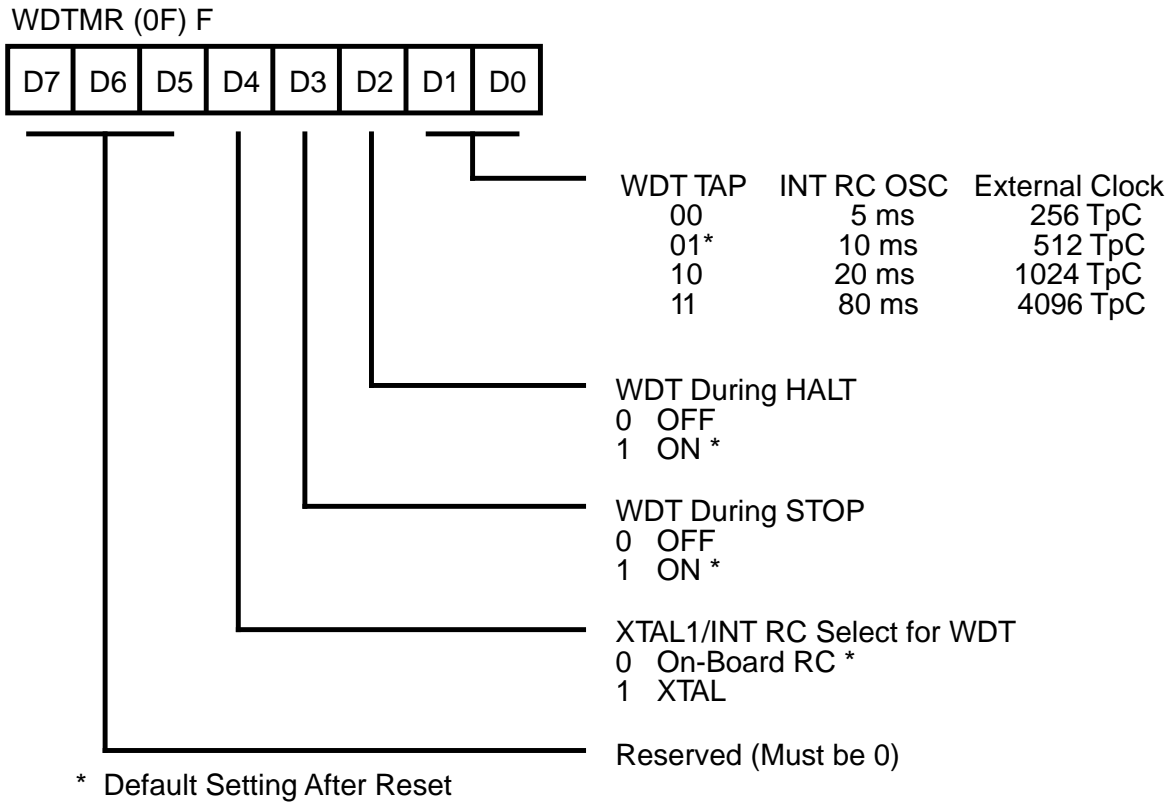 WDTMR (0F) F
D7 D6 D5 D4 D3 D2 D1 D0
WDT TAP INT RC OSC External Clock
00 5 ms 256 TpC
01* 10 ms 512 TpC
10 20 ms 1024 TpC
11 80 ms 4096 TpC
WDT During HALT
0 OFF
1 ON *
WDT During STOP
0 OFF
1 ON *
XTAL1/INT RC Select for WDT
0 On-Board RC *
1 XTAL
Reserved (Must be 0)
* Default Setting After Reset